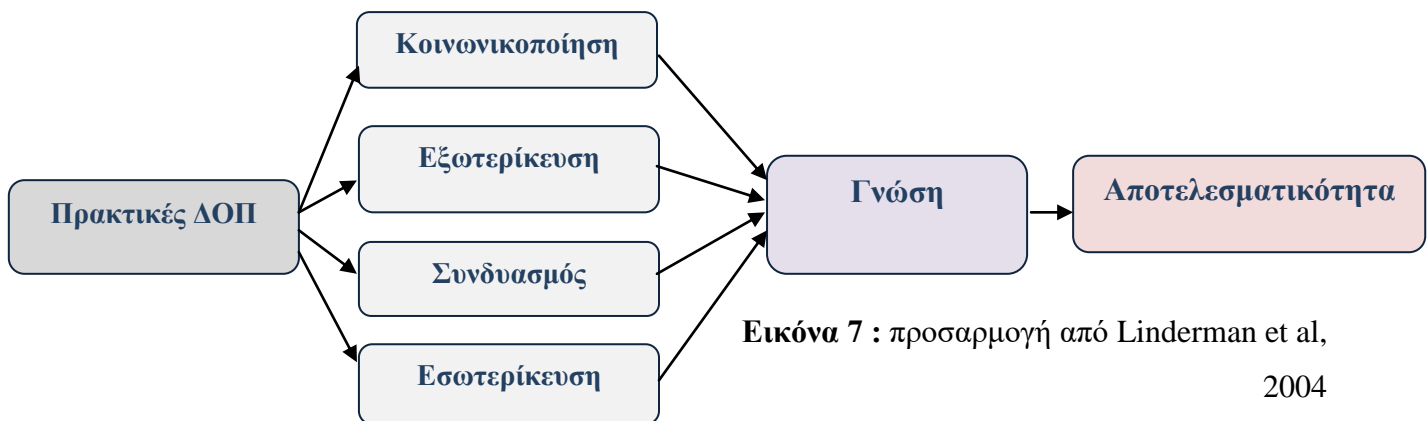 Κοινωνικοποίηση
Εξωτερίκευση
Πρακτικές ΔΟΠ
Γνώση
Αποτελεσματικότητα
Συνδυασμός
Εσωτερίκευση
Εικόνα 7 : προσαρμογή από Linderman et al,
2004